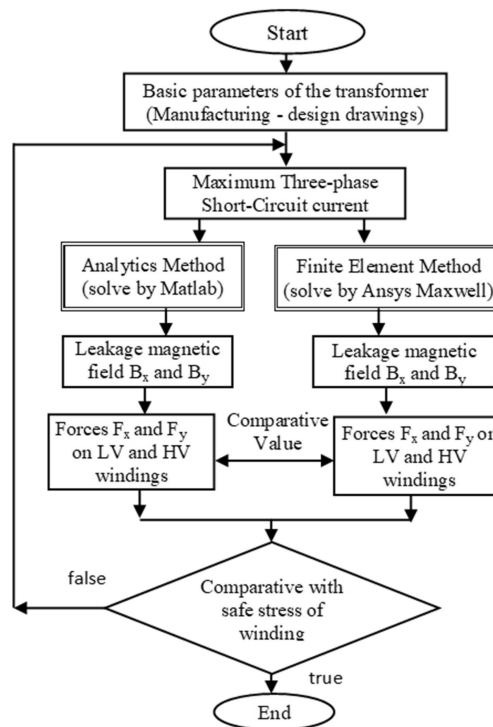 Start
Basic parameters of the transformer
(Manufacturing - design drawings)
Maximum Three-phase
Short-Circuit current
Analytics Method
(solve by Matlab)
Finite Element Method
(solve by Ansys Maxwell)
Leakage magnetic
field Bx and By
Leakage magnetic
field Bx and By
Forces Fx and Fy
on LV and HV
windings
Comparative
Value
Forces Fx and Fy on
LV and HV
windings
false
Comparative with
safe stress of
winding
true
End